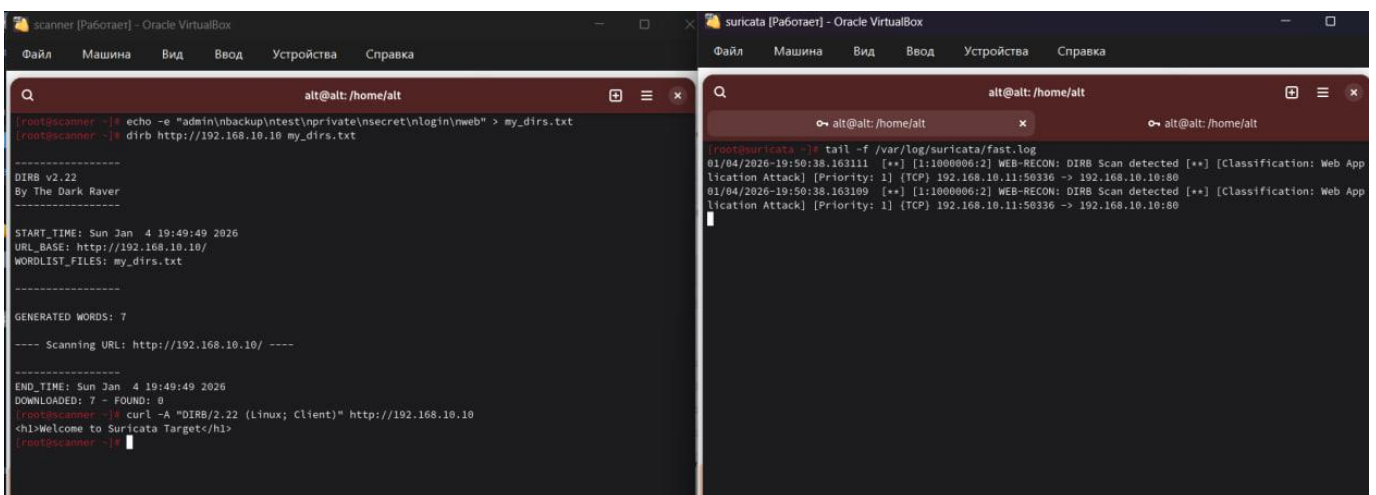 scanner [Работает] - Oracle VirtualBox
Файл Машина Вид Ввод Устройства Справка
alt@alt: /home/alt
[root@scanner ~]# echo -e "admin\nbackup\ntest\nprivate\nsecret\nlogin\nweb" > my_dirs.txt
[root@scanner ~]# dirb http://192.168.10.10 my_dirs.txt
-----------------
DIRB v2.22
By The Dark Raver
-----------------
START_TIME: Sun Jan 4 19:49:49 2026
URL_BASE: http://192.168.10.10/
WORDLIST_FILES: my_dirs.txt
-----------------
GENERATED WORDS: 7
---- Scanning URL: http://192.168.10.10/ ----
-----------------
END_TIME: Sun Jan 4 19:49:49 2026
DOWNLOADED: 7 - FOUND: 0
[root@scanner ~]# curl -A "DIRB/2.22 (Linux; Client)" http://192.168.10.10
<h1>Welcome to Suricata Target</h1>
[root@scanner ~]#
suricata [Работает] - Oracle VirtualBox
Файл Машина Вид Ввод Устройства Справка
alt@alt: /home/alt
alt@alt: /home/alt alt@alt: /home/alt
[root@suricata ~]# tail -f /var/log/suricata/fast.log
01/04/2026-19:50:38.163111 [**] [1:1000006:2] WEB-RECON: DIRB Scan detected [**] [Classification: Web App
lication Attack] [Priority: 1] {TCP} 192.168.10.11:50336 -> 192.168.10.10:80
01/04/2026-19:50:38.163109 [**] [1:1000006:2] WEB-RECON: DIRB Scan detected [**] [Classification: Web App
lication Attack] [Priority: 1] {TCP} 192.168.10.11:50336 -> 192.168.10.10:80